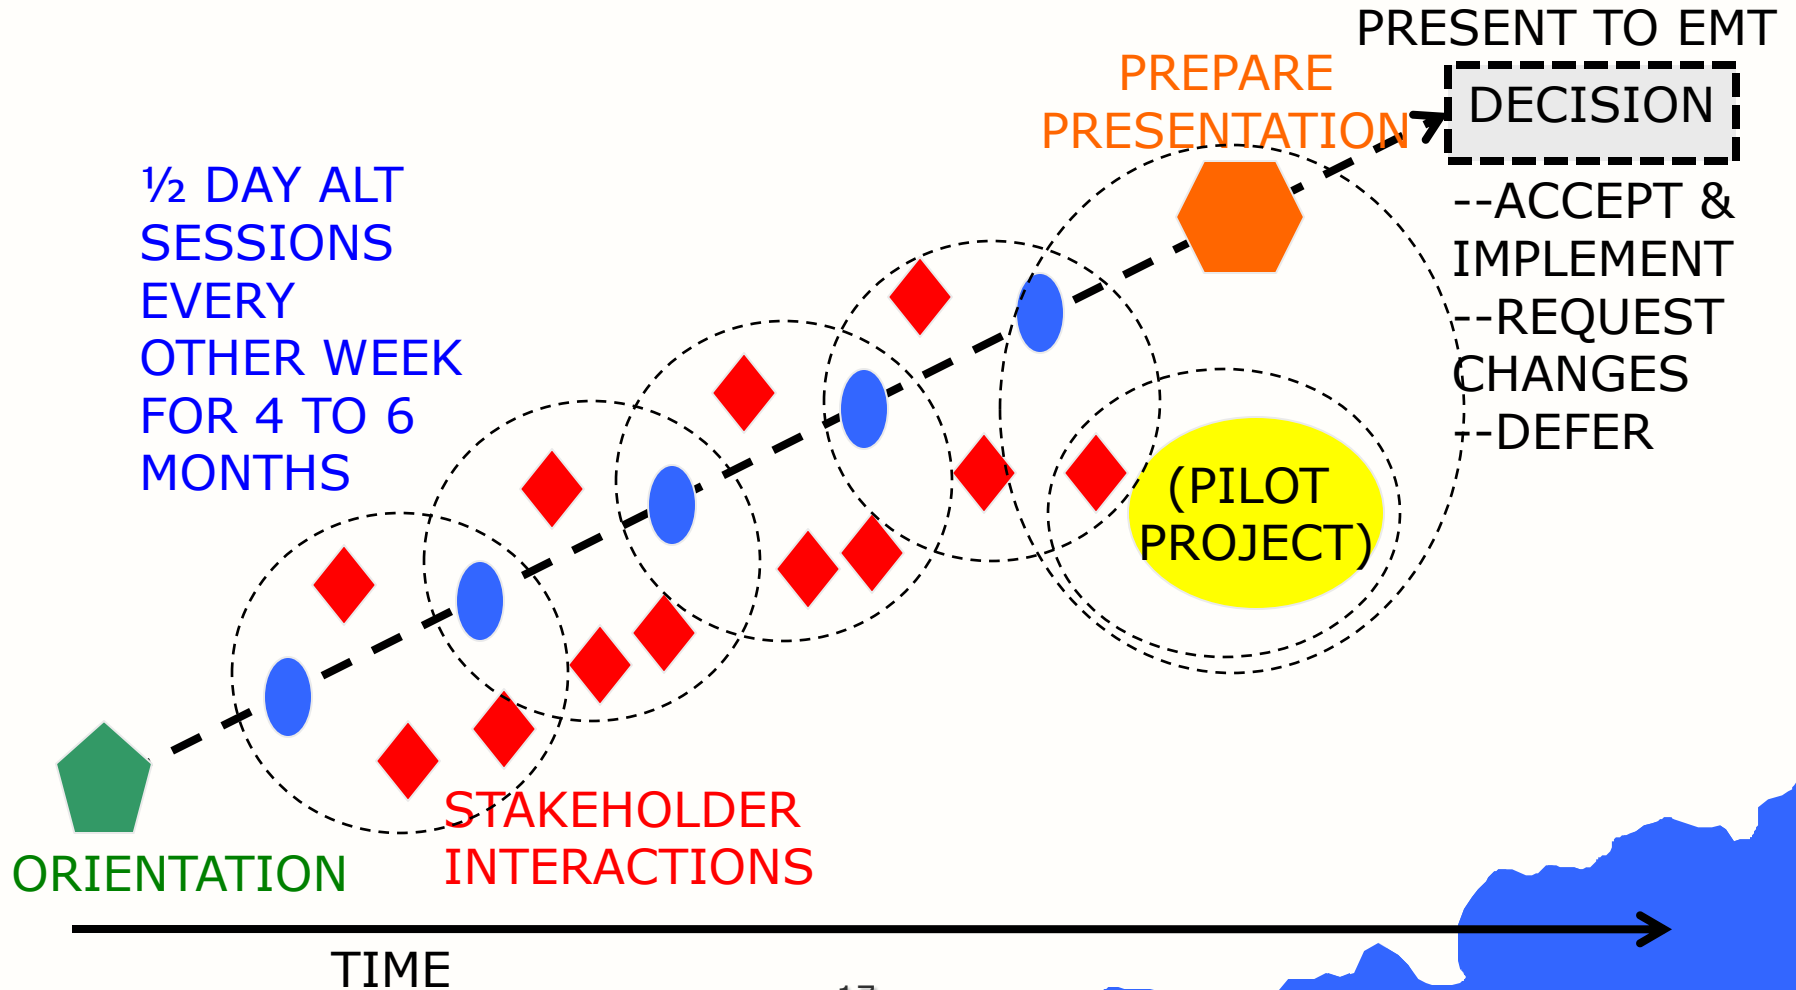 PRESENT TO EMT
PREPARE
PRESENTATION
DECISION
½ DAY ALT
SESSIONS
EVERY
OTHER WEEK
FOR 4 TO 6
MONTHS
--ACCEPT &
IMPLEMENT
--REQUEST
CHANGES
--DEFER
(PILOT
PROJECT)
STAKEHOLDER
INTERACTIONS
ORIENTATION
TIME